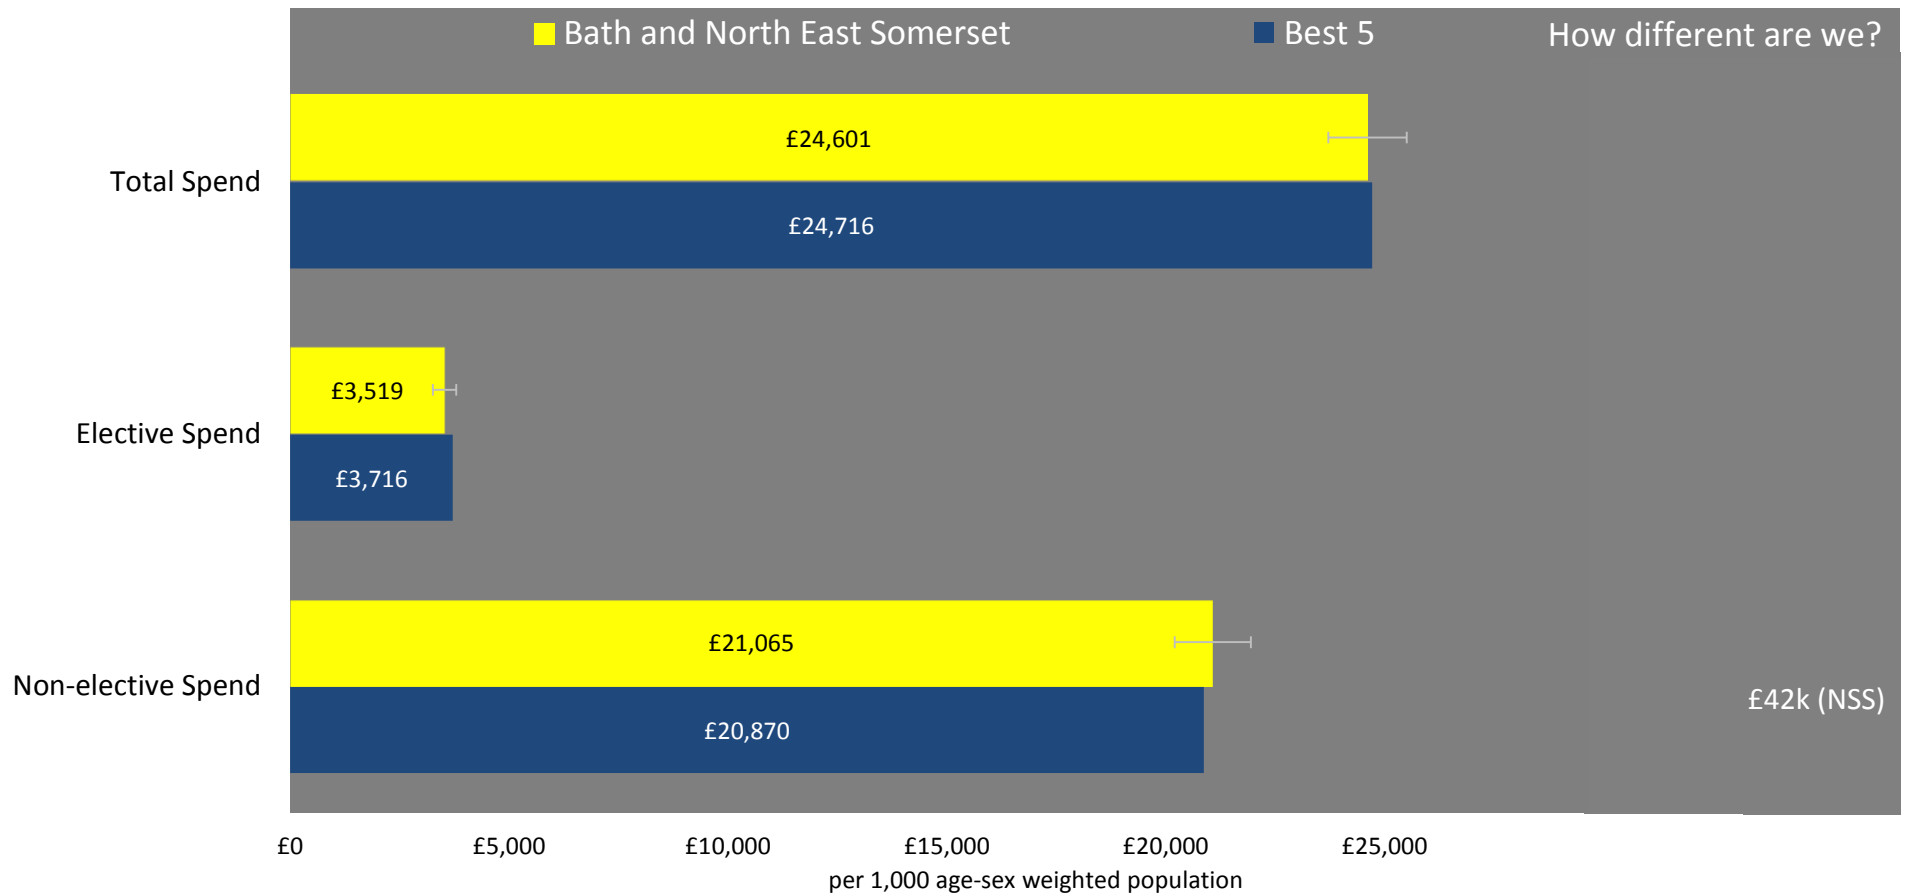 Bath and North East Somerset
Best 5
How different are we?
Total Spend
£24,601
£24,716
Elective Spend
£3,519
£3,716
Non-elective Spend
£21,065
£20,870
£42k (NSS)
£0 £5,000 £10,000 £15,000 £20,000 £25,000
per 1,000 age-sex weighted population